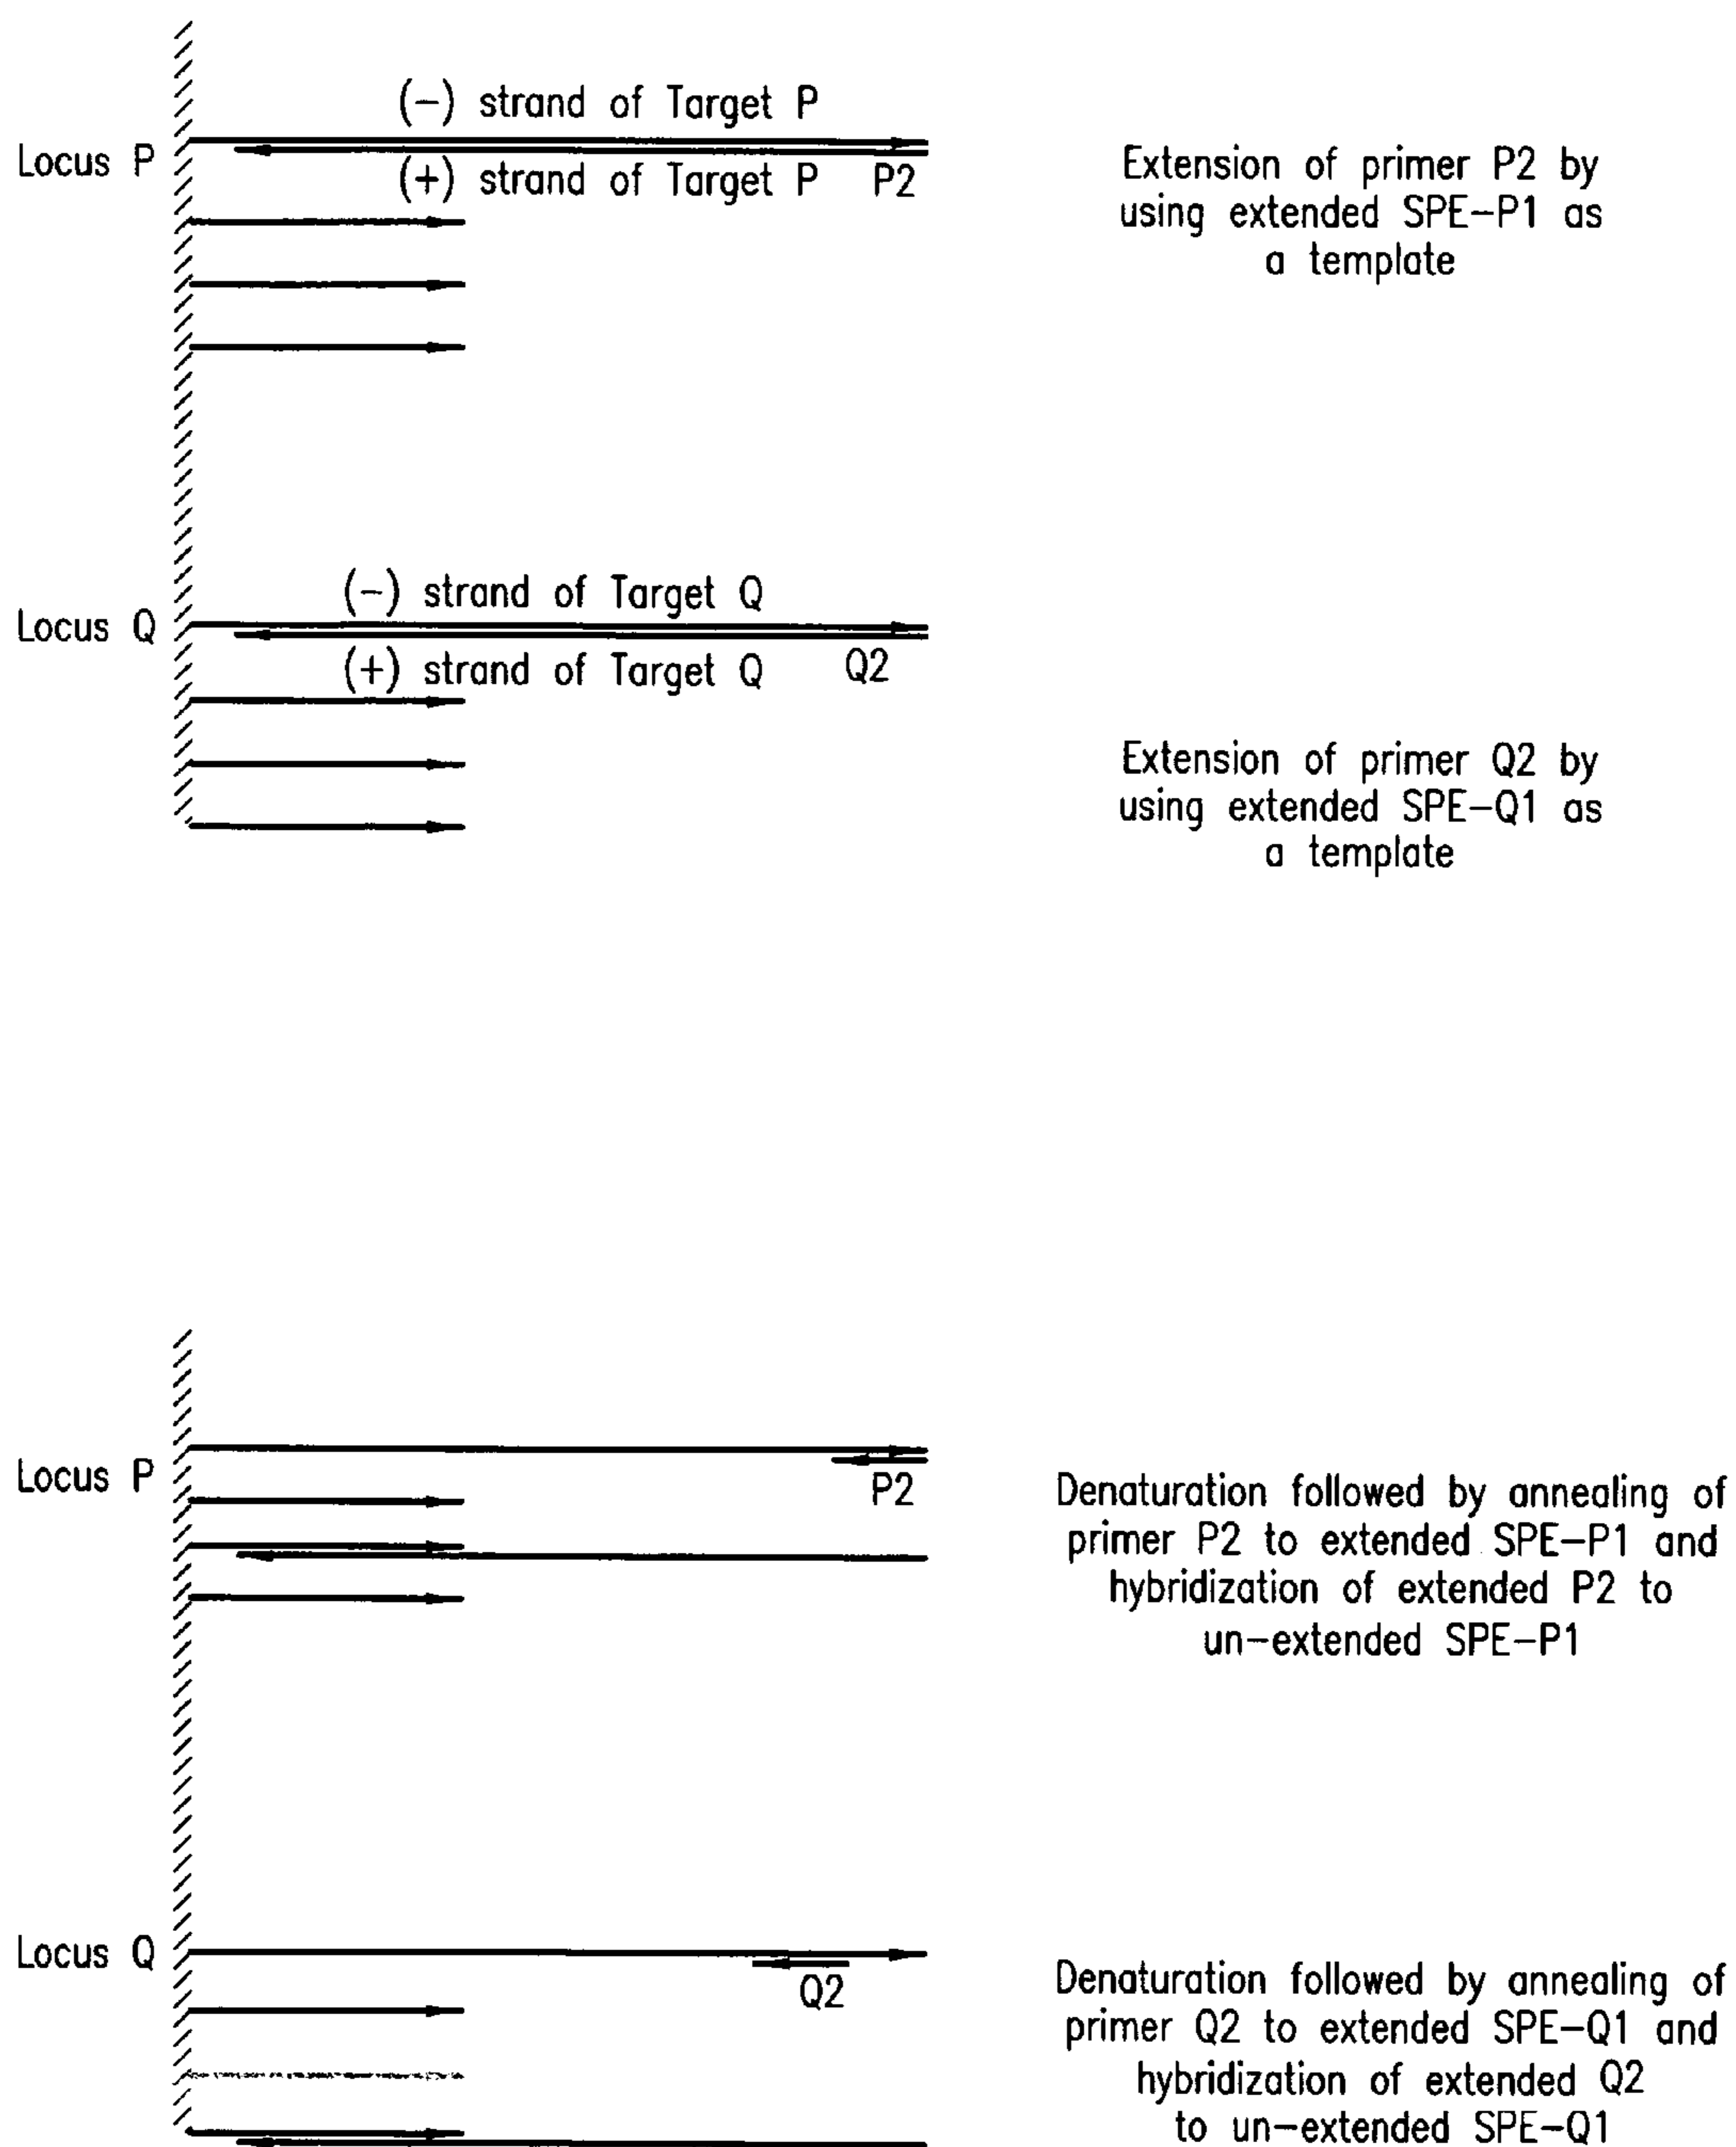 (−) strand of Target P
Locus P
(+) strand of Target P P2
Extension of primer P2 by
using extended SPE−P1 as
a template
(−) strand of Target Q
Locus Q
(+) strand of Target Q Q2
Extension of primer Q2 by
using extended SPE−Q1 as
a template
Locus P
P2
Denaturation followed by annealing of
primer P2 to extended SPE−P1 and
hybridization of extended P2 to
un−extended SPE−P1
Locus Q
Q2
Denaturation followed by annealing of
primer Q2 to extended SPE−Q1 and
hybridization of extended Q2
to un−extended SPE−Q1